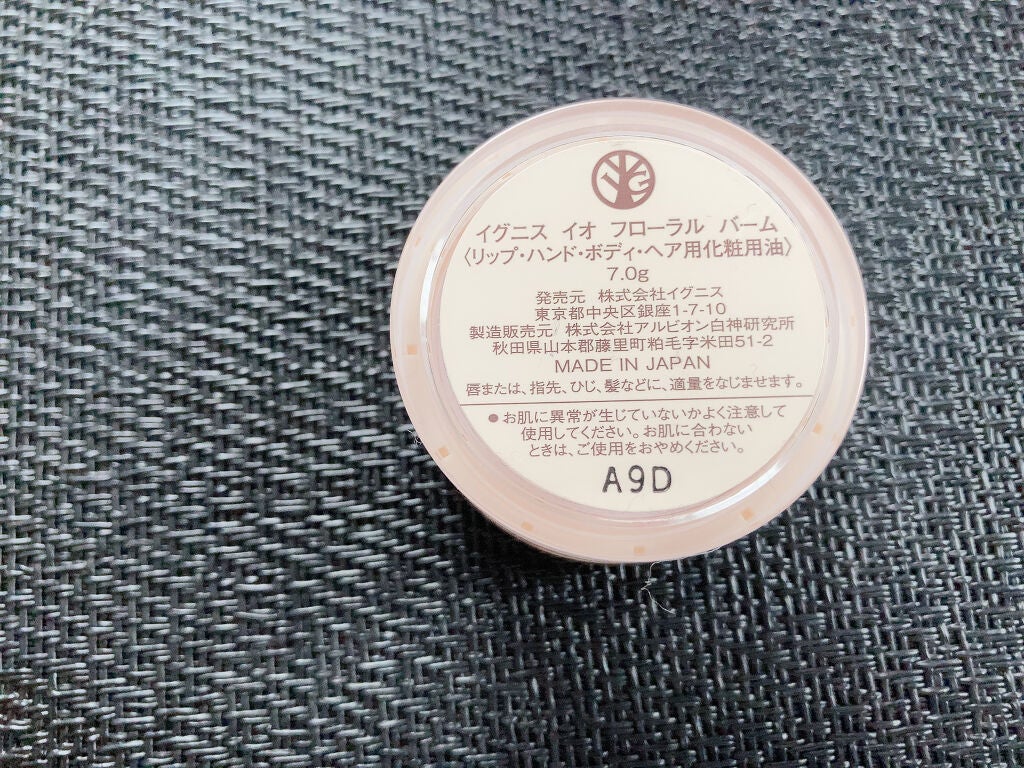 イグニス イオ フローラル バーム
〈リップ・ハンド・ボディ・ヘア用化粧用油〉
7.0g
発売元 株式会社イグニス
東京都中央区銀座1-7-10
製造販売元 株式会社アルビオン白神研究所
秋田県山本郡藤里町粕毛字米田51-2
MADE IN JAPAN
唇または、指先、ひじ、髪などに、適量をなじませます。
●お肌に異常が生じていないかよく注意して
使用してください。お肌に合わない
ときは、ご使用をおやめください。
A9D